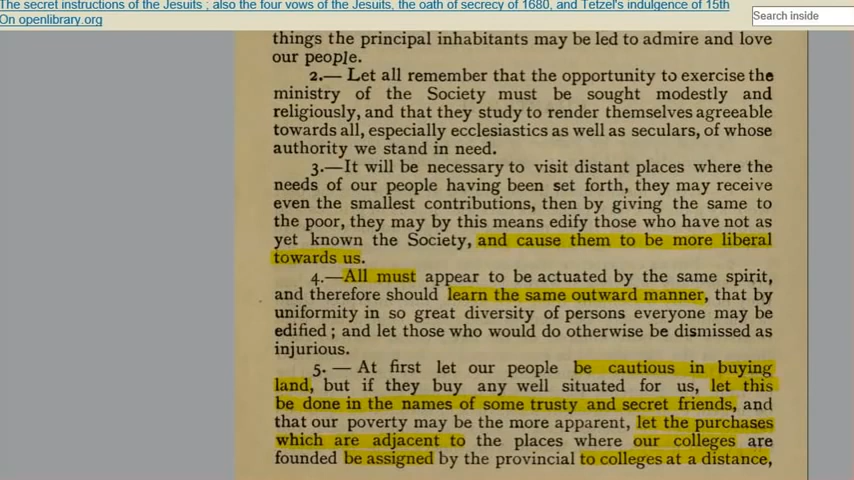 The secret instructions of the Jesuits ; also the four vows of the Jesuits, the oath of secrecy of 1680, and Tetzel's indulgence of 15th
On openlibrary.org
Search inside
things the principal inhabitants may be led to admire and love
our people.
2.— Let all remember that the opportunity to exercise the
ministry of the Society must be sought modestly and
religiously, and that they study to render themselves agreeable
towards all, especially ecclesiastics as well as seculars, of whose
authority we stand in need.
3.—It will be necessary to visit distant places where the
needs of our people having been set forth, they may receive
even the smallest contributions, then by giving the same to
the poor, they may by this means edify those who have not as
yet known the Society, and cause them to be more liberal
towards us.
4.—All must appear to be actuated by the same spirit,
and therefore should learn the same outward manner, that by
uniformity in so great diversity of persons everyone may be
edified ; and let those who would do otherwise be dismissed as
injurious.
5. — At first let our people be cautious in buying
land, but if they buy any well situated for us, let this
be done in the names of some trusty and secret friends, and
that our poverty may be the more apparent, let the purchases
which are adjacent to the places where our colleges are
founded be assigned by the provincial to colleges at a distance,